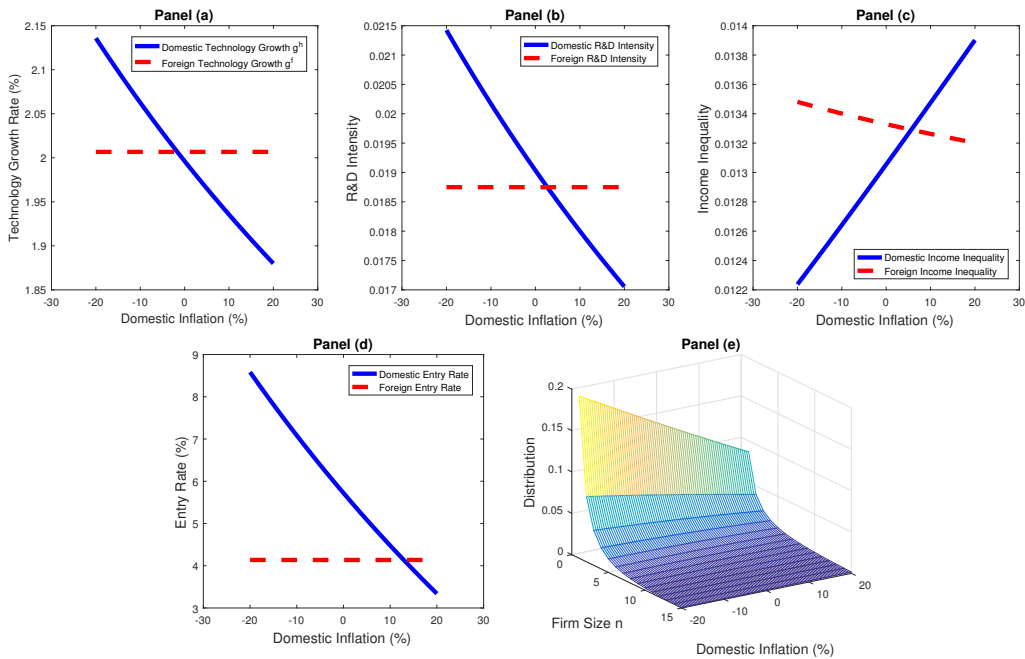 Panel (a)
Technology Growth Rate (%)
2.15
2.1
2.05
2
1.95
1.9
1.85
Domestic Technology Growth g^h
Foreign Technology Growth g^f
-30 -20 -10 0 10 20 30
Domestic Inflation (%)
Panel (b)
R&D Intensity
0.0215
0.021
0.0205
0.02
0.0195
0.019
0.0185
0.018
0.0175
0.017
Domestic R&D Intensity
Foreign R&D Intensity
-30 -20 -10 0 10 20 30
Domestic Inflation (%)
Panel (c)
Income Inequality
0.014
0.0138
0.0136
0.0134
0.0132
0.013
0.0128
0.0126
0.0124
0.0122
Domestic Income Inequality
Foreign Income Inequality
-30 -20 -10 0 10 20 30
Domestic Inflation (%)
Panel (d)
Entry Rate (%)
9
8
7
6
5
4
3
Domestic Entry Rate
Foreign Entry Rate
-30 -20 -10 0 10 20 30
Domestic Inflation (%)
Panel (e)
Distribution
0.2
0.15
0.1
0.05
0
0
5
10
15
Firm Size n
-20
-10
0
10
20
Domestic Inflation (%)